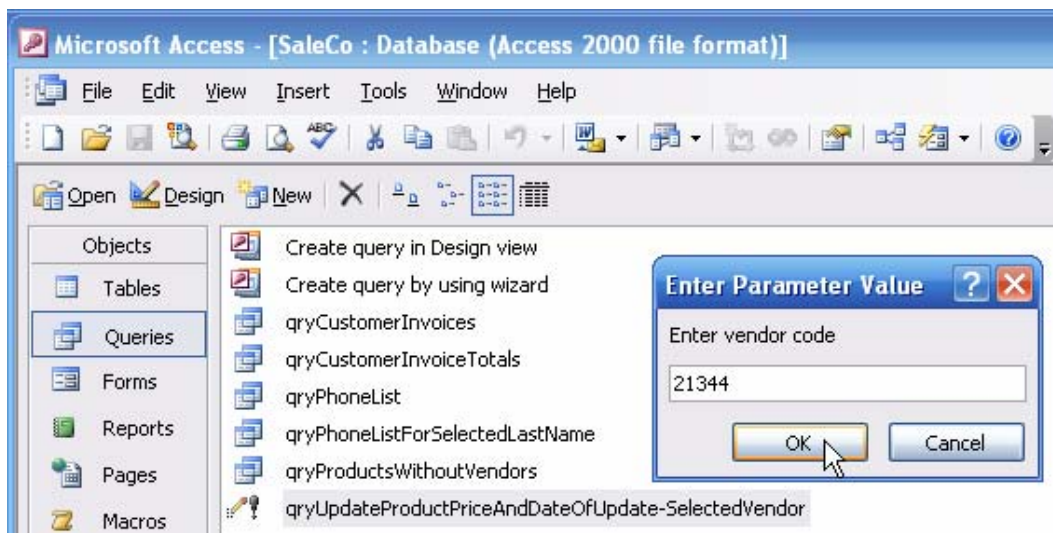 Microsoft Access - [SaleCo : Database (Access 2000 file format)]
File Edit View Insert Tools Window Help
ABC
W
Open Design New
Objects
Tables
Queries
Forms
Reports
Pages
Macros
Create query in Design view
Create query by using wizard
qryCustomerInvoices
qryCustomerInvoiceTotals
qryPhoneList
qryPhoneListForSelectedLastName
qryProductsWithoutVendors
qryUpdateProductPriceAndDateOfUpdate-SelectedVendor
Enter Parameter Value
Enter vendor code
21344
OK Cancel